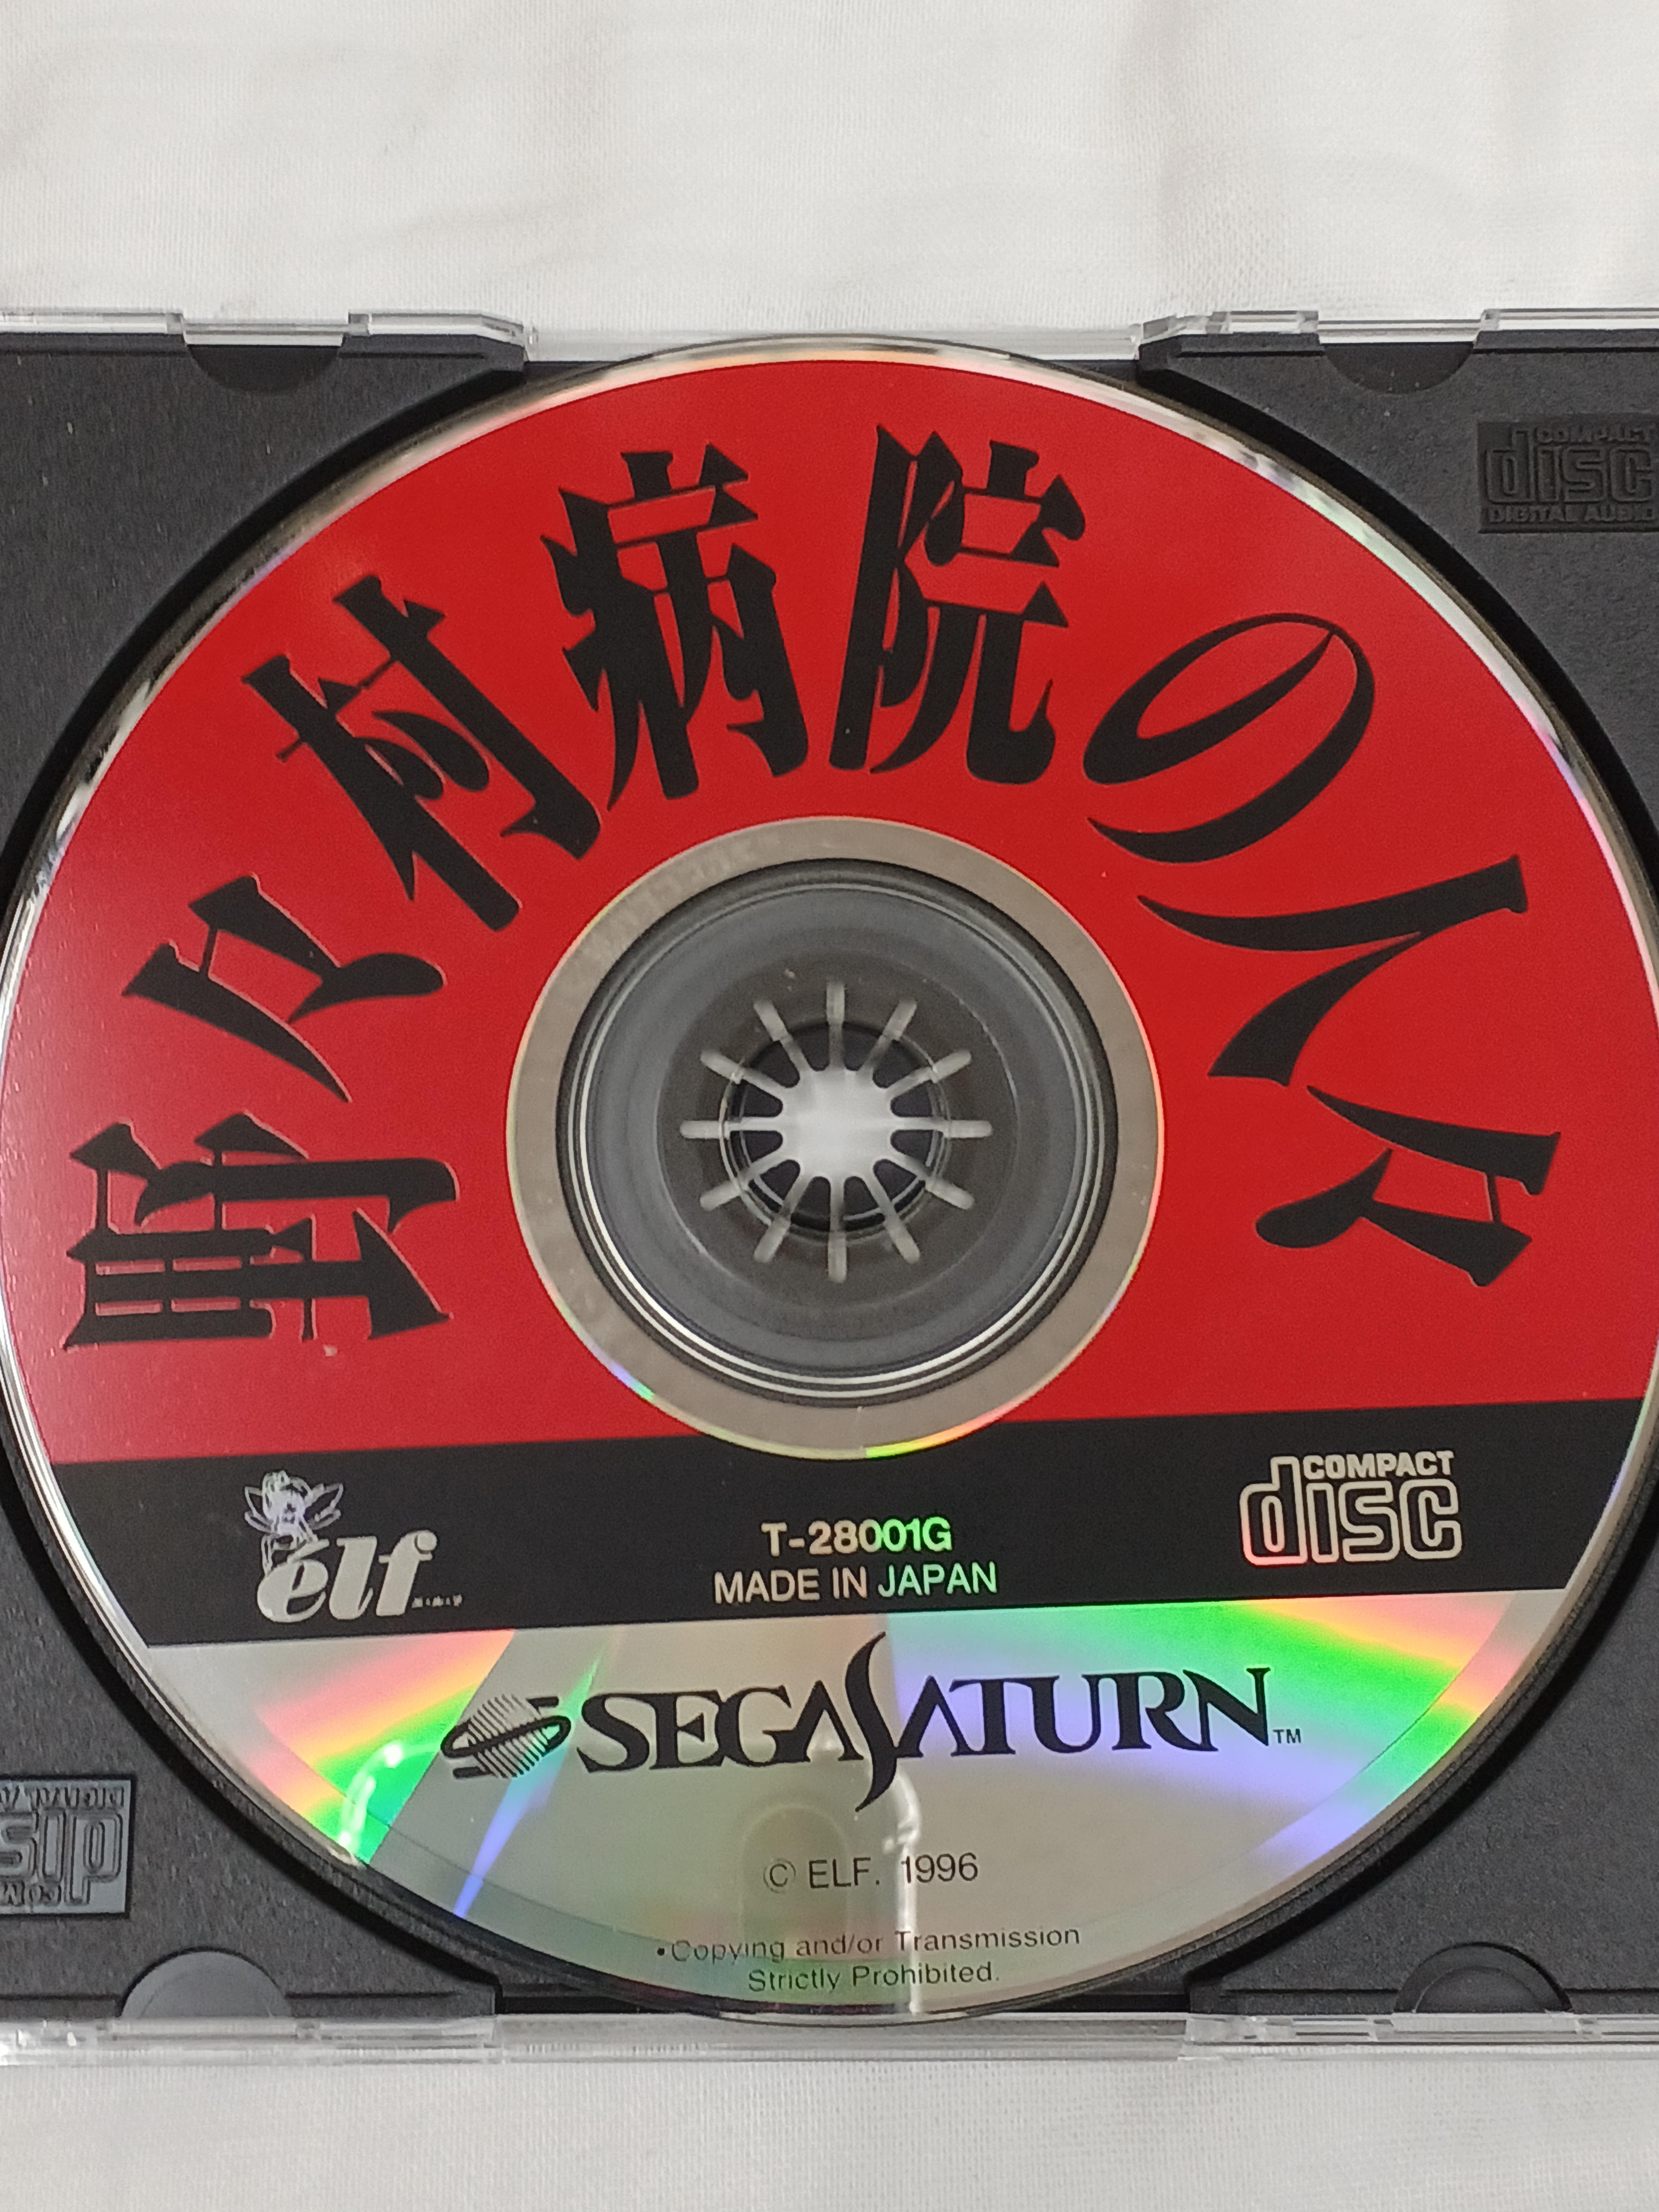 野々村病院の人々
COMPACT
disc
DIGITAL AUDIO
elf
T-28001G
MADE IN JAPAN
COMPACT
disc
SEGA SATURN™
© ELF. 1996
•Copying and/or Transmission
Strictly Prohibited.